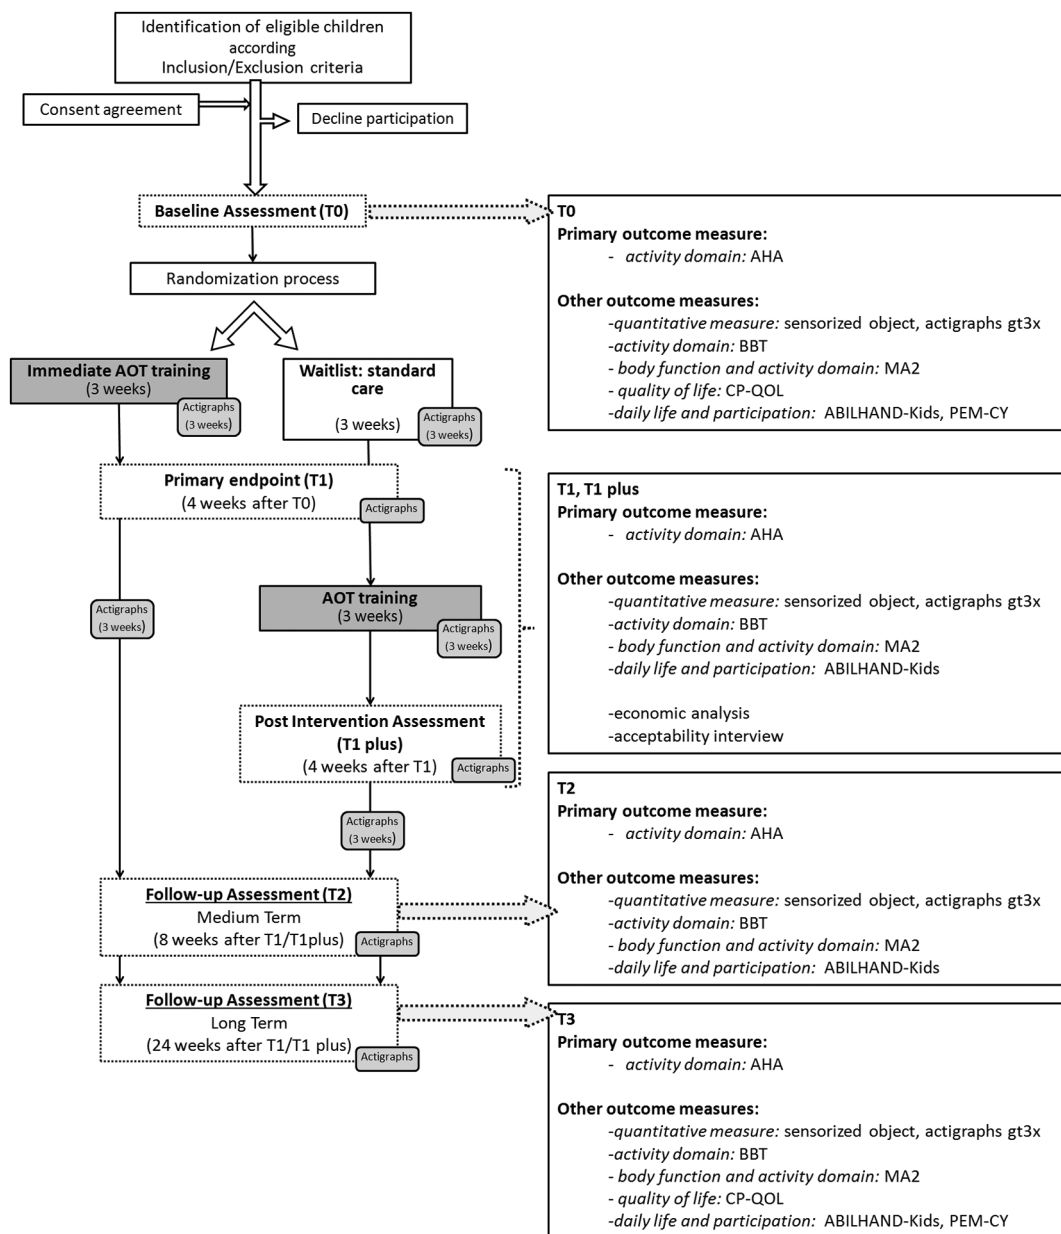 Identification of eligible children
according
Inclusion/Exclusion criteria
Consent agreement
Decline participation
Baseline Assessment (T0)
Randomization process
Immediate AOT training
(3 weeks)
Actigraphs
(3 weeks)
Waitlist: standard
care
(3 weeks)
Actigraphs
(3 weeks)
Primary endpoint (T1)
(4 weeks after T0)
Actigraphs
Actigraphs
(3 weeks)
AOT training
(3 weeks)
Actigraphs
(3 weeks)
Post Intervention Assessment
(T1 plus)
(4 weeks after T1)
Actigraphs
Actigraphs
(3 weeks)
Follow-up Assessment (T2)
Medium Term
(8 weeks after T1/T1plus)
Actigraphs
Follow-up Assessment (T3)
Long Term
(24 weeks after T1/T1 plus)
Actigraphs
T0
Primary outcome measure:
- activity domain: AHA
Other outcome measures:
-quantitative measure: sensorized object, actigraphs gt3x
-activity domain: BBT
- body function and activity domain: MA2
- quality of life: CP-QOL
-daily life and participation: ABILHAND-Kids, PEM-CY
T1, T1 plus
Primary outcome measure:
- activity domain: AHA
Other outcome measures:
-quantitative measure: sensorized object, actigraphs gt3x
-activity domain: BBT
- body function and activity domain: MA2
-daily life and participation: ABILHAND-Kids
-economic analysis
-acceptability interview
T2
Primary outcome measure:
- activity domain: AHA
Other outcome measures:
-quantitative measure: sensorized object, actigraphs gt3x
-activity domain: BBT
- body function and activity domain: MA2
-daily life and participation: ABILHAND-Kids
T3
Primary outcome measure:
- activity domain: AHA
Other outcome measures:
-quantitative measure: sensorized object, actigraphs gt3x
-activity domain: BBT
- body function and activity domain: MA2
- quality of life: CP-QOL
-daily life and participation: ABILHAND-Kids, PEM-CY